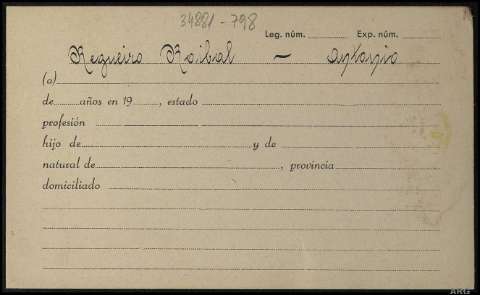 34881-798
Leg. núm. Exp. núm.
Regueiro Roibal — Antonio
(a)
de años en 19 , estado
profesión
hijo de y de
natural de , provincia
domiciliado